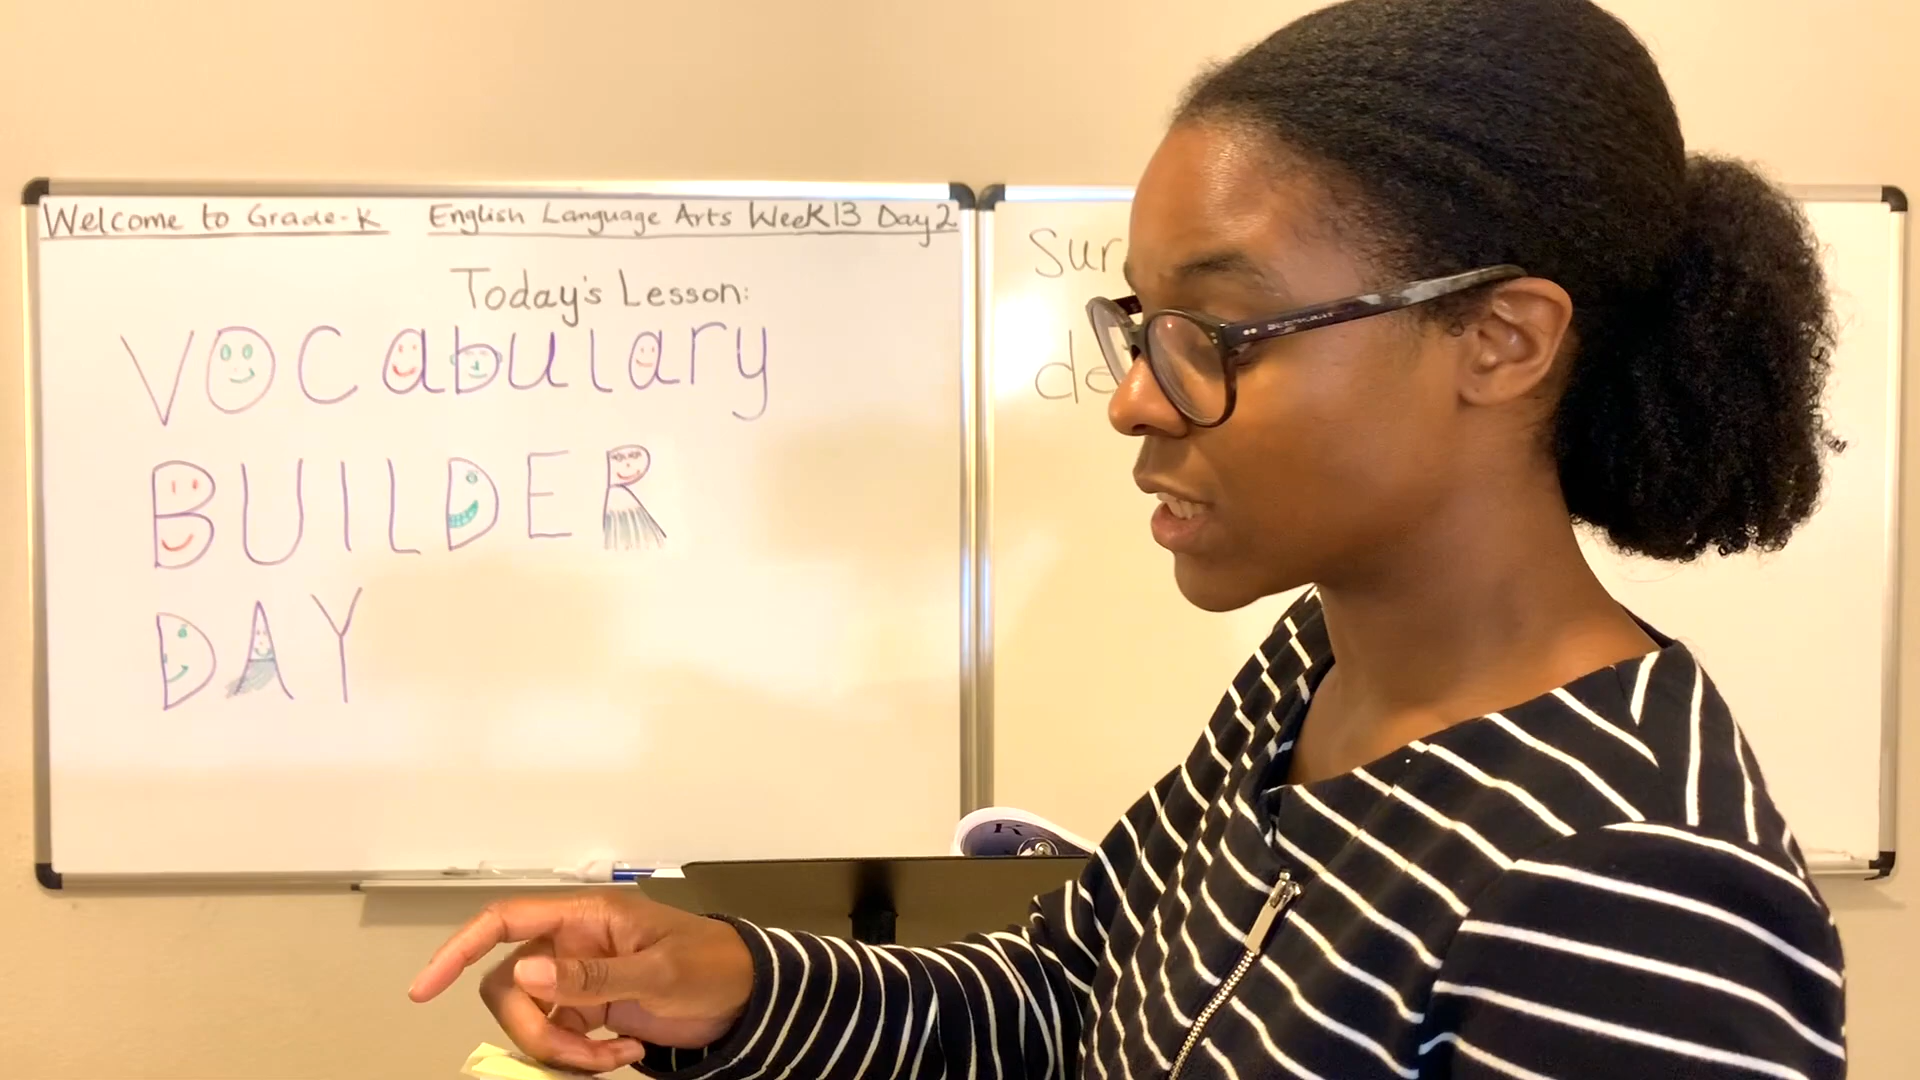 Welcome to Grade-K English Language Arts Week 13 Day 2
Today's Lesson:
Vocabulary
BUILDER
DAY
K